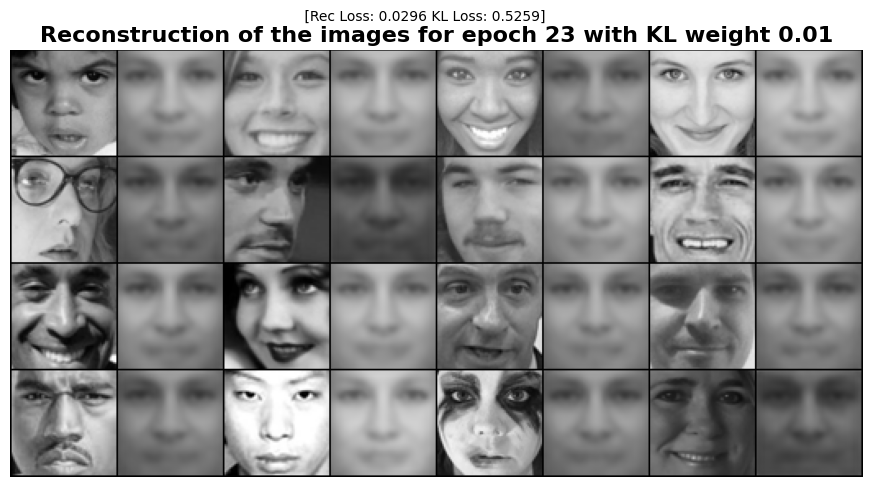 [Rec Loss: 0.0296 KL Loss: 0.5259]
Reconstruction of the images for epoch 23 with KL weight 0.01